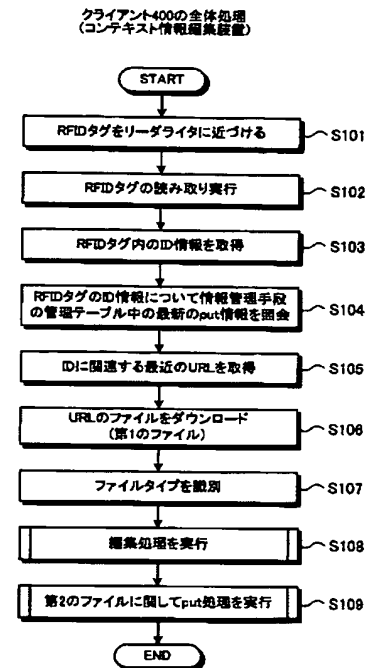 クライアント400の全体処理
(コンテキスト情報編集装置)
START
RFIDタグをリーダライタに近づける
S101
RFIDタグの読み取り実行
S102
RFIDタグ内のID情報を取得
S103
RFIDタグのID情報について情報管理手段
の管理テーブル中の最新のput情報を照会
S104
IDに関連する最近のURLを取得
S105
URLのファイルをダウンロード
(第1のファイル)
S106
ファイルタイプを識別
S107
編集処理を実行
S108
第2のファイルに関してput処理を実行
S109
END